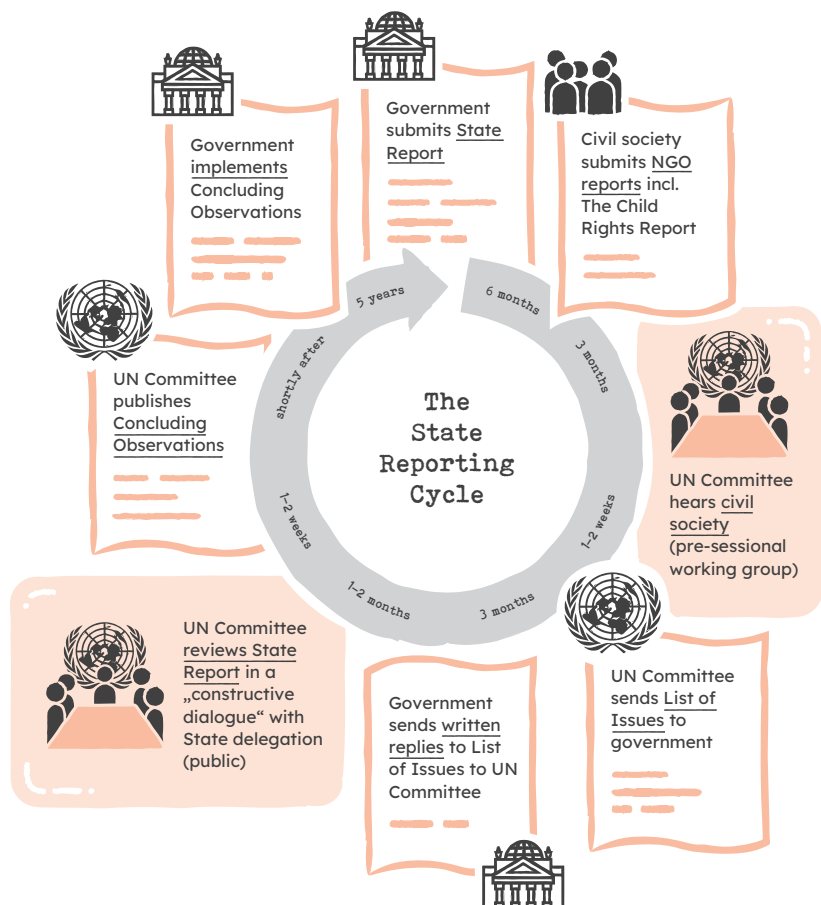 Government
submits State
Report
6 months
Civil society
submits NGO
reports incl.
The Child
Rights Report
3 months
UN Committee
hears civil
society
(pre-sessional
working group)
1–2 weeks
UN Committee
sends List of
Issues to
government
3 months
Government
sends written
replies to List
of Issues to UN
Committee
1–2 months
UN Committee
reviews State
Report in a
„constructive
dialogue“ with
State delegation
(public)
1–2 weeks
UN Committee
publishes
Concluding
Observations
shortly after
Government
implements
Concluding
Observations
5 years
The
State
Reporting
Cycle